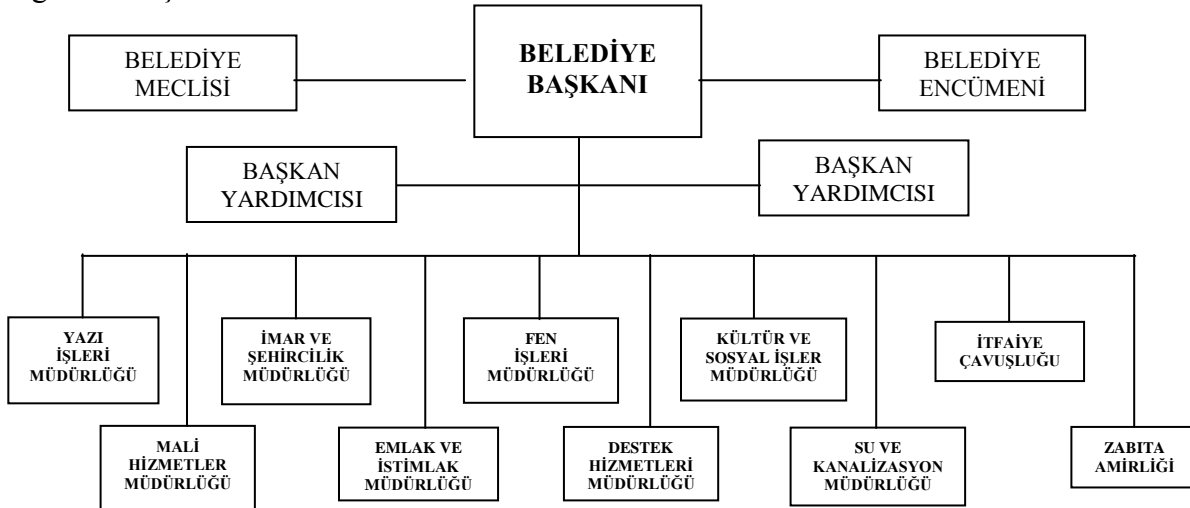 BELEDİYE
MECLİSİ
BELEDİYE
BAŞKANI
BELEDİYE
ENCÜMENİ
BAŞKAN
YARDIMCISI
BAŞKAN
YARDIMCISI
YAZI
İŞLERİ
MÜDÜRLÜĞÜ
İMAR VE
ŞEHİRCİLİK
MÜDÜRLÜĞÜ
FEN
İŞLERİ
MÜDÜRLÜĞÜ
KÜLTÜR VE
SOSYAL İŞLER
MÜDÜRLÜĞÜ
İTFAİYE
ÇAVUŞLUĞU
MALİ
HİZMETLER
MÜDÜRLÜĞÜ
EMLAK VE
İSTİMLAK
MÜDÜRLÜĞÜ
DESTEK
HİZMETLERİ
MÜDÜRLÜĞÜ
SU VE
KANALİZASYON
MÜDÜRLÜĞÜ
ZABITA
AMİRLİĞİ